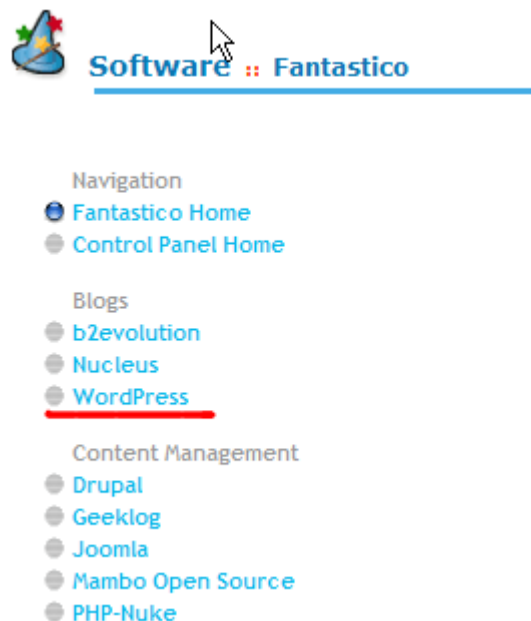 Software :: Fantastico
Navigation
Fantastico Home
Control Panel Home
Blogs
b2evolution
Nucleus
WordPress
Content Management
Drupal
Geeklog
Joomla
Mambo Open Source
PHP-Nuke